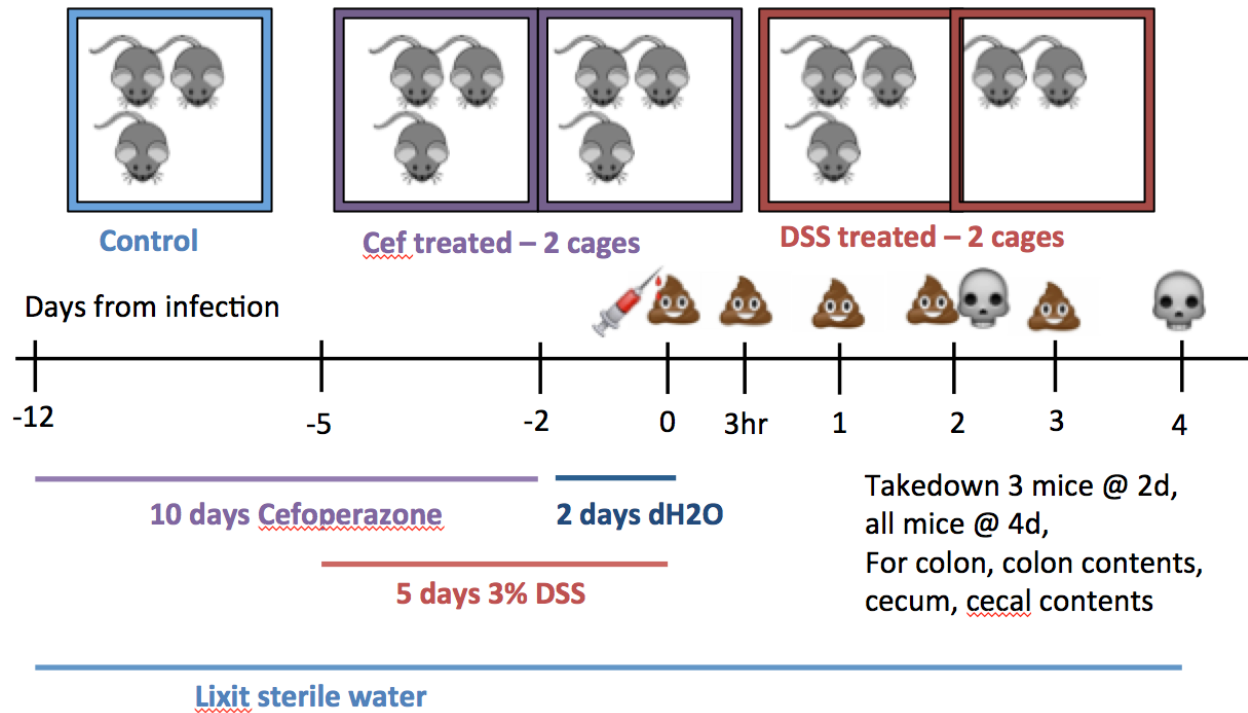 Control
Cef treated – 2 cages
DSS treated – 2 cages
Days from infection
-12
-5
-2
0
3hr
1
2
3
4
10 days Cefoperazone
2 days dH2O
5 days 3% DSS
Takedown 3 mice @ 2d,
all mice @ 4d,
For colon, colon contents,
cecum, cecal contents
Lixit sterile water